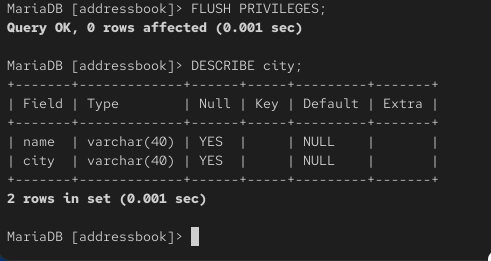 MariaDB [addressbook]> FLUSH PRIVILEGES;
Query OK, 0 rows affected (0.001 sec)

MariaDB [addressbook]> DESCRIBE city;
+-------+-------------+------+-----+---------+-------+
| Field | Type        | Null | Key | Default | Extra |
+-------+-------------+------+-----+---------+-------+
| name  | varchar(40) | YES  |     | NULL    |       |
| city  | varchar(40) | YES  |     | NULL    |       |
+-------+-------------+------+-----+---------+-------+
2 rows in set (0.001 sec)

MariaDB [addressbook]>